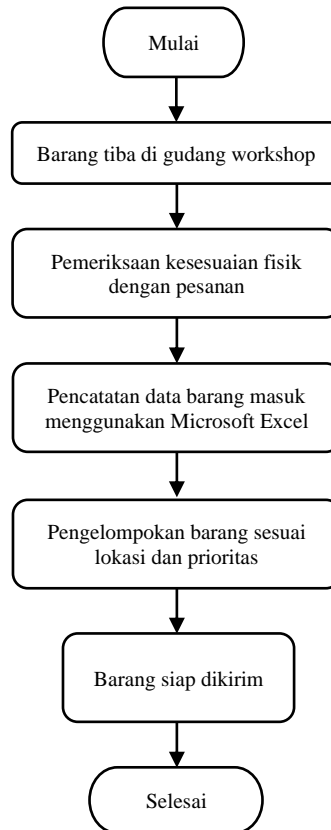 Mulai
Barang tiba di gudang workshop
Pemeriksaan kesesuaian fisik
dengan pesanan
Pencatatan data barang masuk
menggunakan Microsoft Excel
Pengelompokan barang sesuai
lokasi dan prioritas
Barang siap dikirim
Selesai